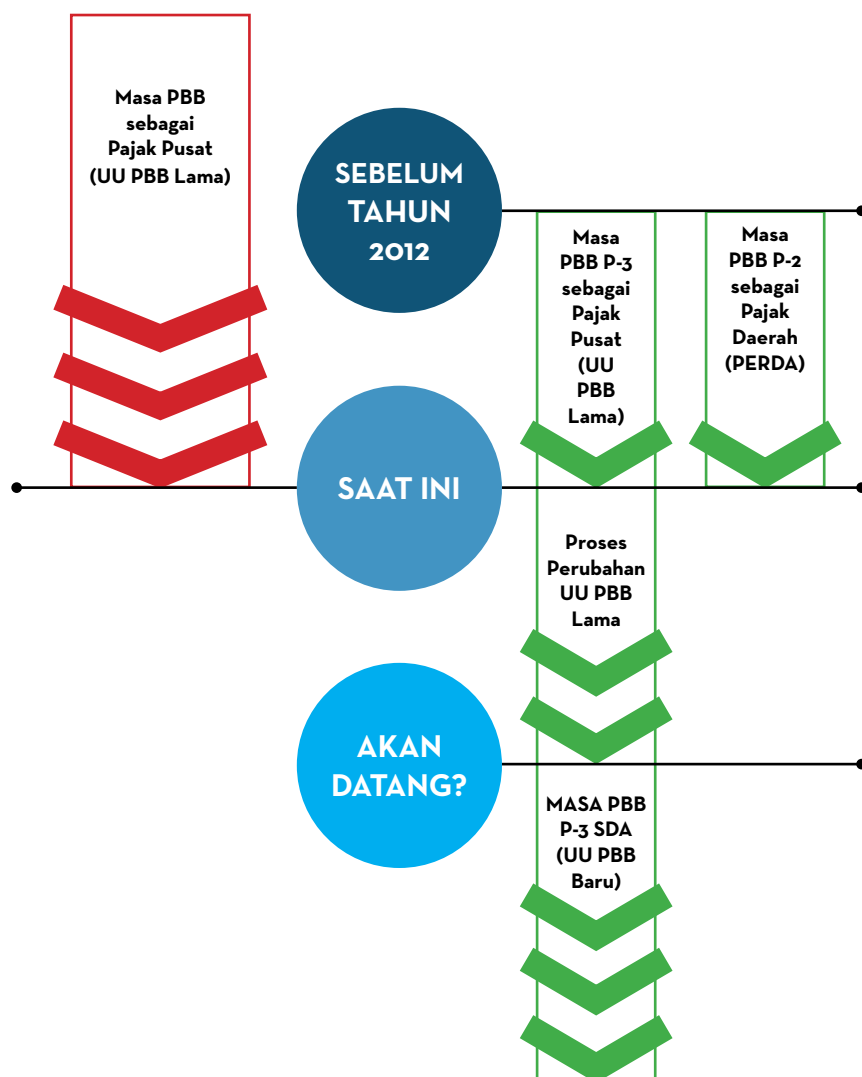 Masa PBB
sebagai
Pajak Pusat
(UU PBB Lama)
SEBELUM
TAHUN
2012
Masa
PBB P-3
sebagai
Pajak
Pusat
(UU
PBB
Lama)
Masa
PBB P-2
sebagai
Pajak
Daerah
(PERDA)
SAAT INI
Proses
Perubahan
UU PBB
Lama
AKAN
DATANG?
MASA PBB
P-3 SDA
(UU PBB
Baru)